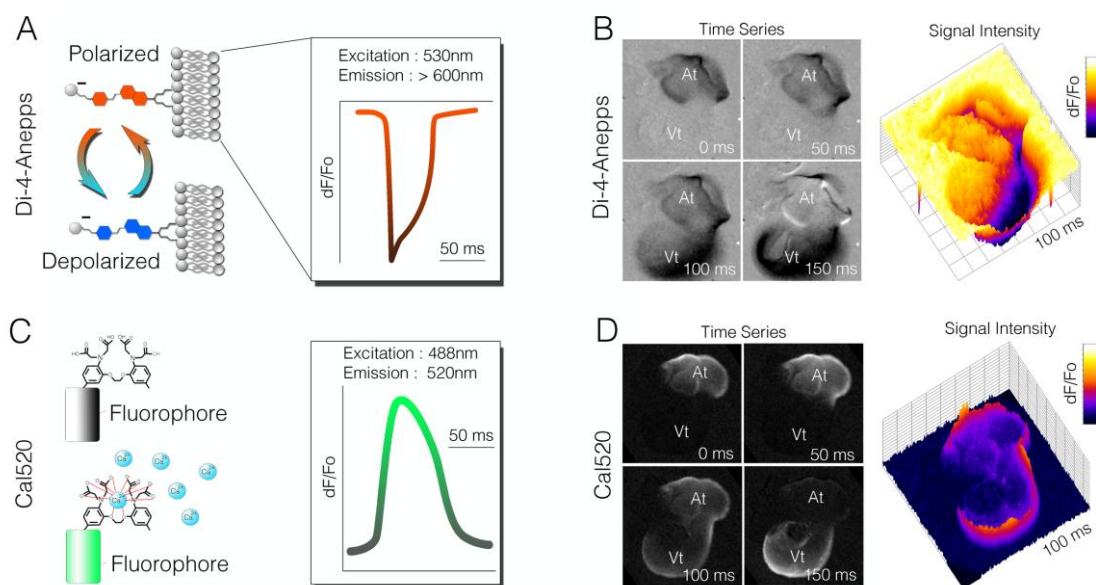 A
Polarized
Depolarized
Di-4-Anepps
Excitation : 530nm
Emission : > 600nm
dF/Fo
50 ms
B
Time Series
Signal Intensity
Di-4-Anepps
At
Vt
0 ms
At
50 ms
At
Vt
100 ms
At
Vt
150 ms
dF/Fo
100 ms
C
HO
Fluorophore
Fluorophore
Cal520
Excitation : 488nm
Emission : 520nm
dF/Fo
50 ms
D
Time Series
Signal Intensity
Cal520
At
Vt
0 ms
At
50 ms
At
Vt
100 ms
At
Vt
150 ms
dF/Fo
100 ms